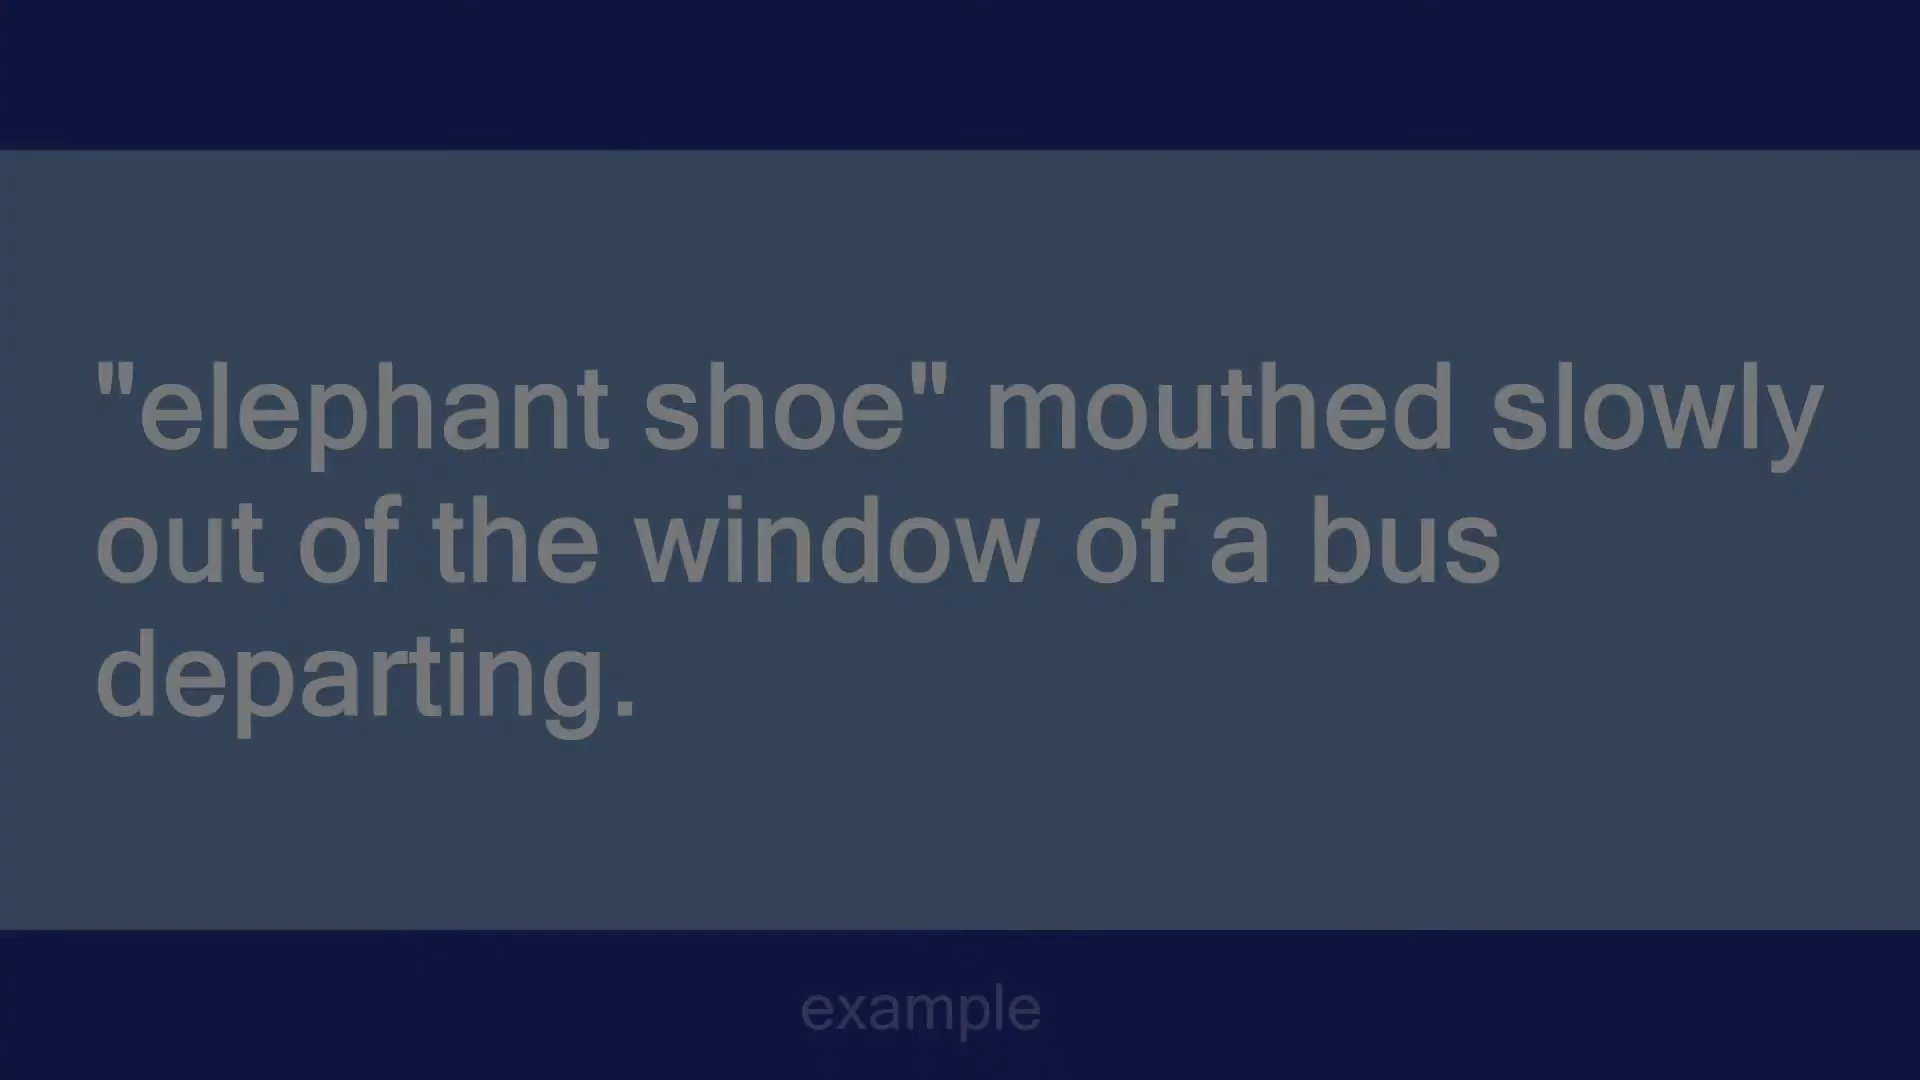 "elephant shoe" mouthed slowly
out of the window of a bus
departing.
example